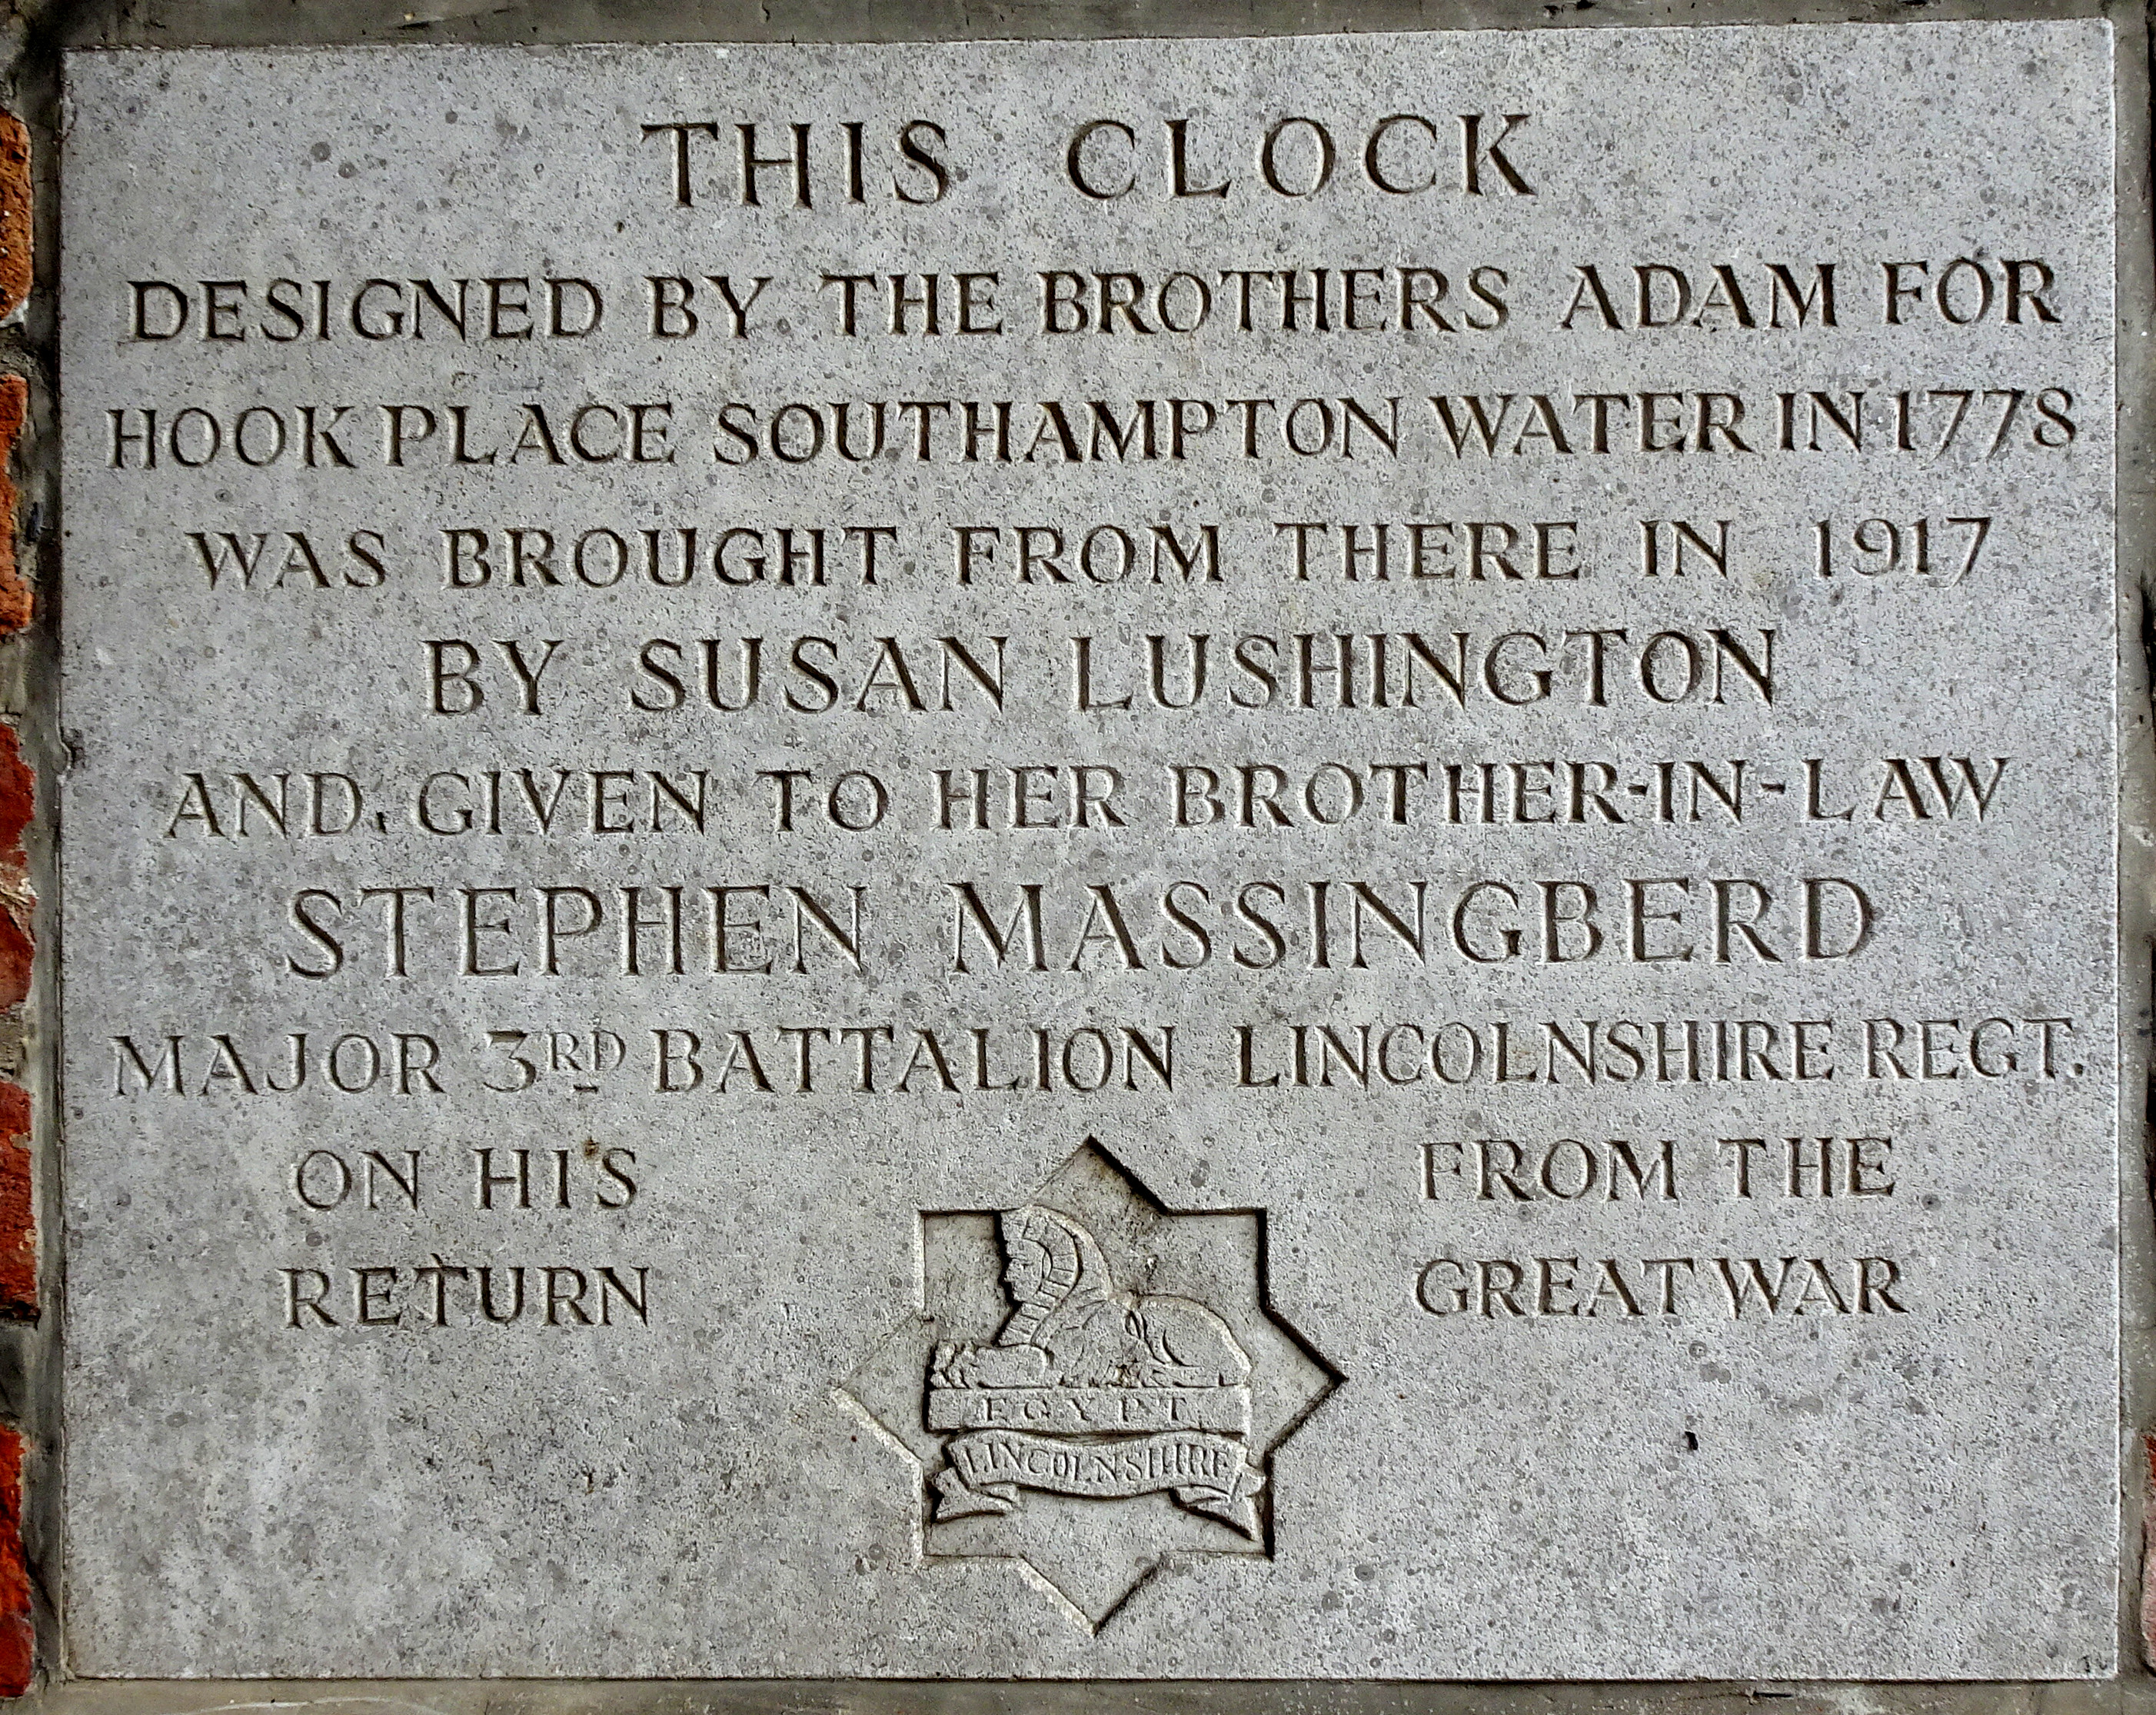 THIS CLOCK
DESIGNED BY THE BROTHERS ADAM FOR
HOOK PLACE SOUTHAMPTON WATER IN 1778
WAS BROUGHT FROM THERE IN 1917
BY SUSAN LUSHINGTON
AND, GIVEN TO HER BROTHER-IN-LAW
STEPHEN MASSINGBERD
MAJOR 3RD BATTALION LINCOLNSHIRE REGT.
ON HIS
RETURN
FROM THE
GREAT WAR
EGYPT
LINCOLNSHIRE